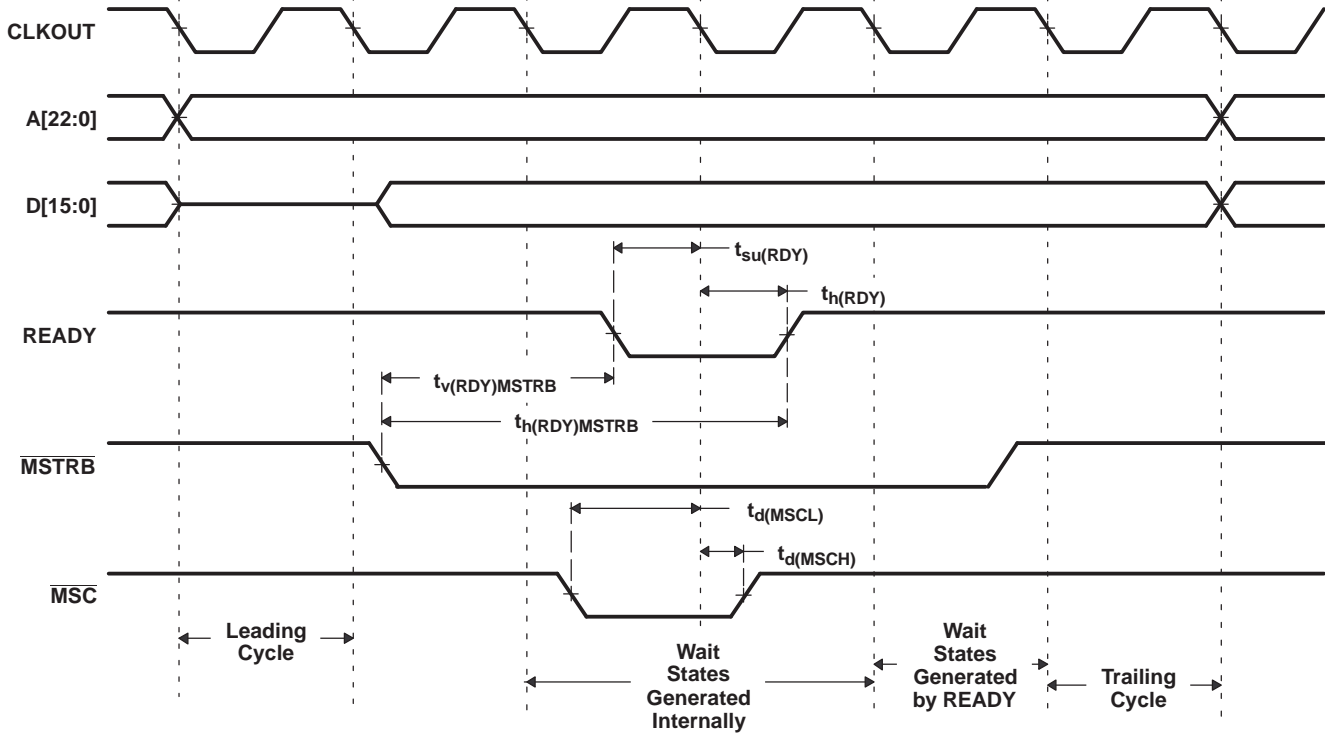 CLKOUT
A[22:0]
D[15:0]
tsu(RDY)
th(RDY)
READY
tv(RDY)MSTRB
th(RDY)MSTRB
MSTRB
td(MSCL)
td(MSCH)
MSC
Leading
Cycle
Wait
States
Generated
Internally
Wait
States
Generated
by READY
Trailing
Cycle